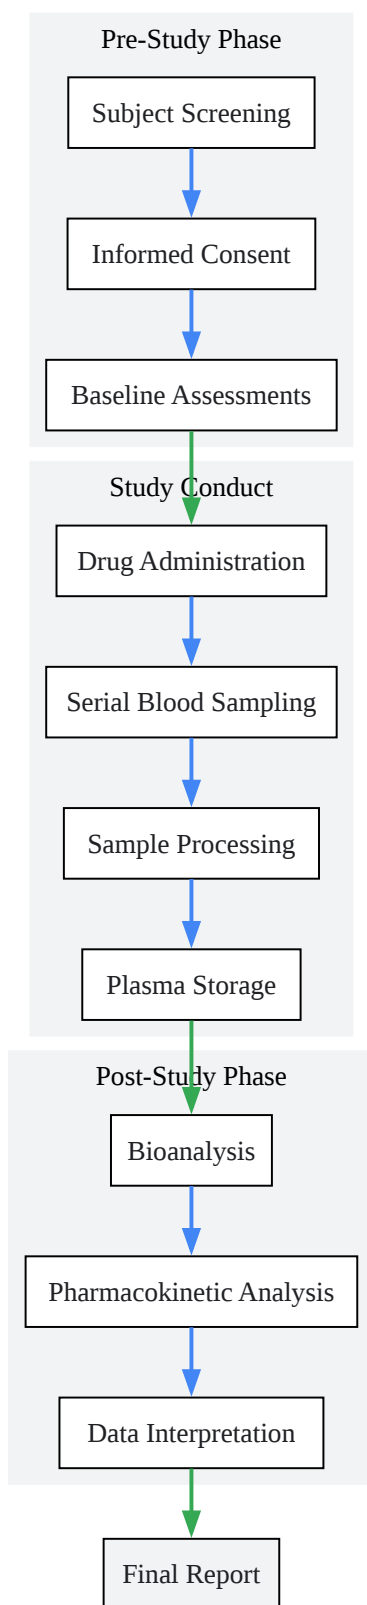 Pre-Study Phase
Subject Screening
Informed Consent
Baseline Assessments
Study Conduct
Drug Administration
Serial Blood Sampling
Sample Processing
Plasma Storage
Post-Study Phase
Bioanalysis
Pharmacokinetic Analysis
Data Interpretation
Final Report